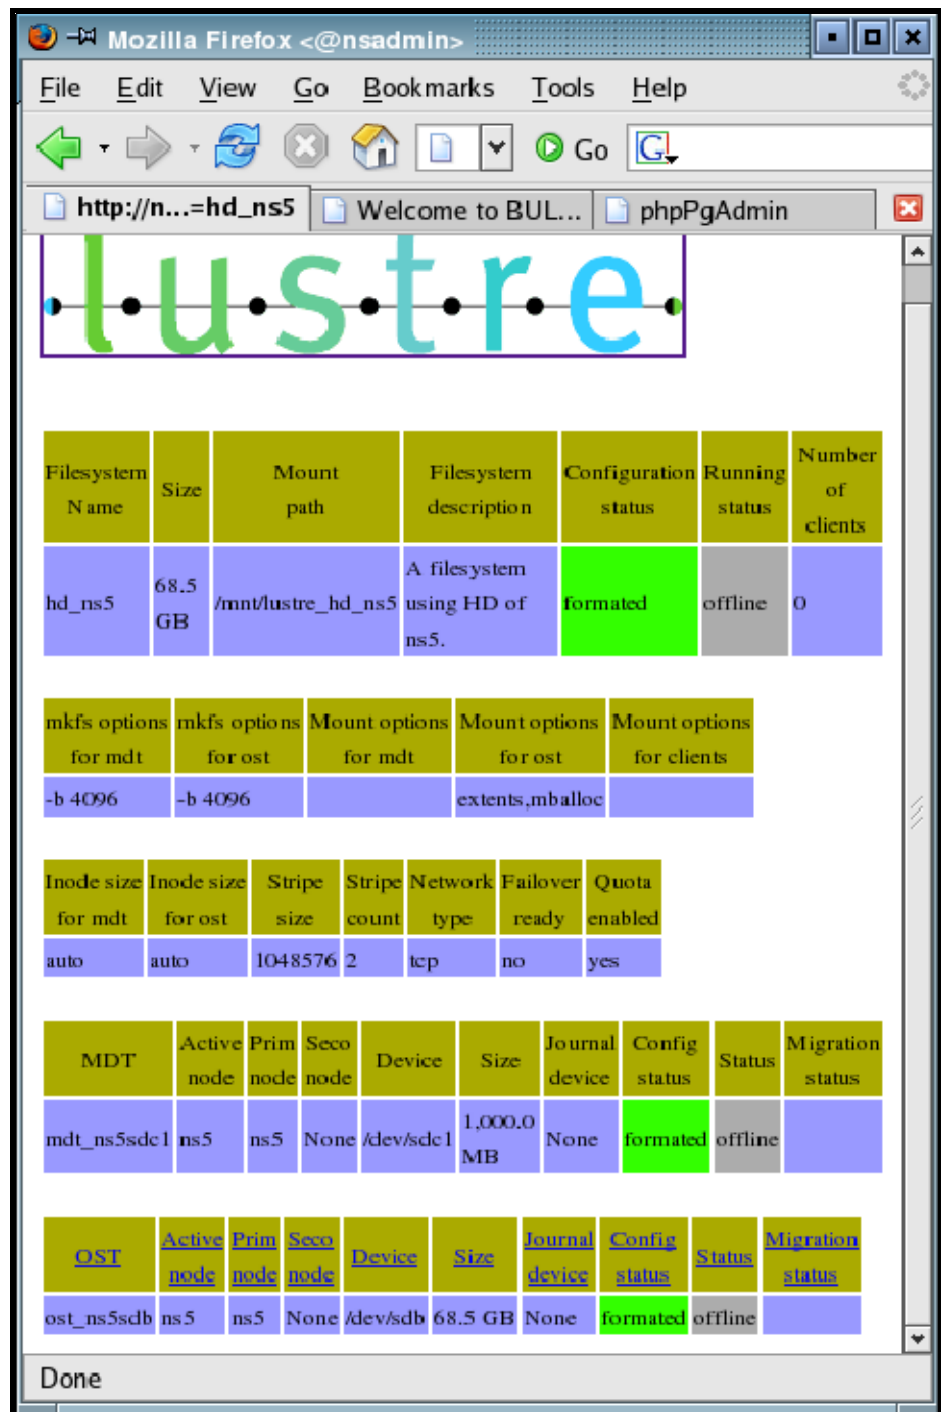 Mozilla Firefox <@nsadmin>
File Edit View Go Bookmarks Tools Help
Go G
http://n...=hd_ns5 Welcome to BUL... phpPgAdmin
lustre
Filesystem Name Size Mount path Filesystem description Configuration status Running status Number of clients
hd_ns5 68.5 GB /mnt/lustre_hd_ns5 A filesystem using HD of ns5. formated offline 0
mkfs options for mdt mkfs options for ost Mount options for mdt Mount options for ost Mount options for clients
-b 4096 -b 4096 extents,mballoc
Inode size for mdt Inode size for ost Stripe size Stripe count Network type Failover ready Quota enabled
auto auto 1048576 2 tcp no yes
MDT Active node Prim node Seco node Device Size Journal device Config status Status Migration status
mdt_ns5sdc1 ns5 ns5 None /dev/sdc1 1,000.0 MB None formated offline
OST Active node Prim node Seco node Device Size Journal device Config status Status Migration status
ost_ns5sdb ns5 ns5 None /dev/sdb 68.5 GB None formated offline
Done